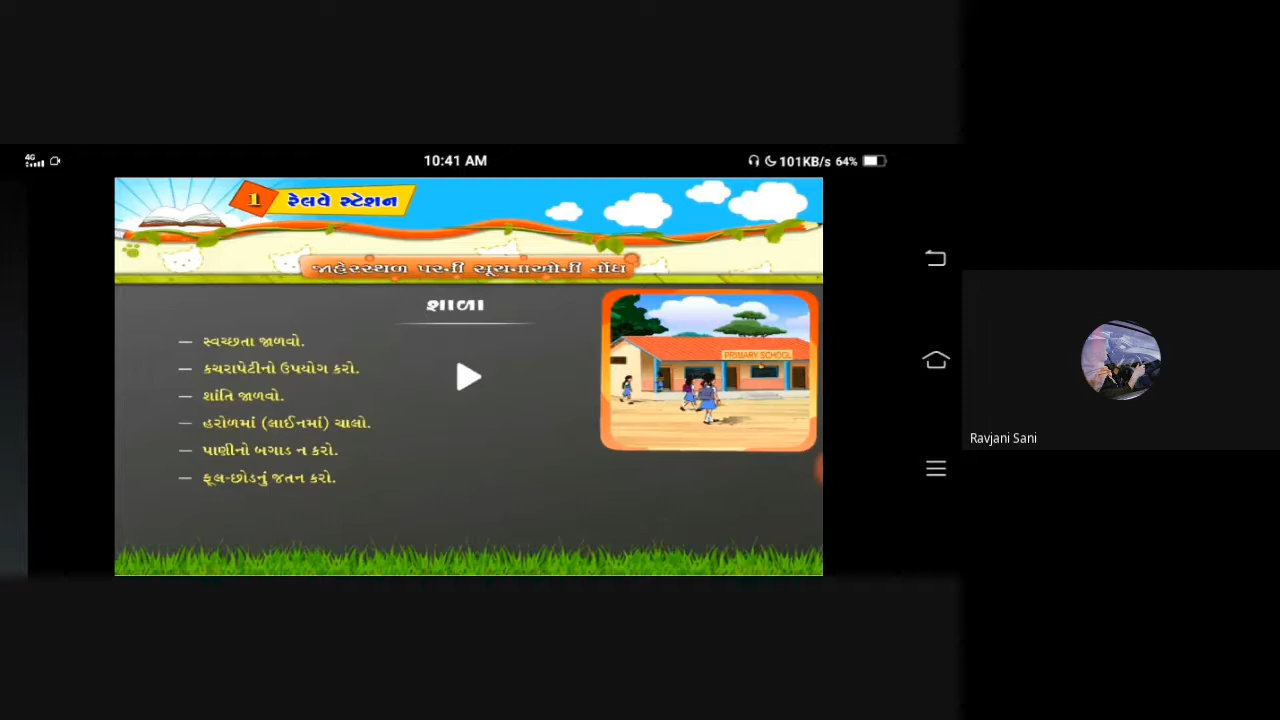 4G
10:41 AM
101KB/s 64%
1 રેલવે સ્ટેશન
જાહેરસ્થળ પરની સૂચનાઓની નોંધ
શાળા
— સ્વચ્છતા જાળવો.
— કચરાપેટીનો ઉપયોગ કરો.
— શાંતિ જાળવો.
— હરોળમાં (લાઈનમાં) ચાલો.
— પાણીનો બગાડ ન કરો.
— ફૂલ-છોડનું જતન કરો.
PRIMARY SCHOOL
Ravjani Sani